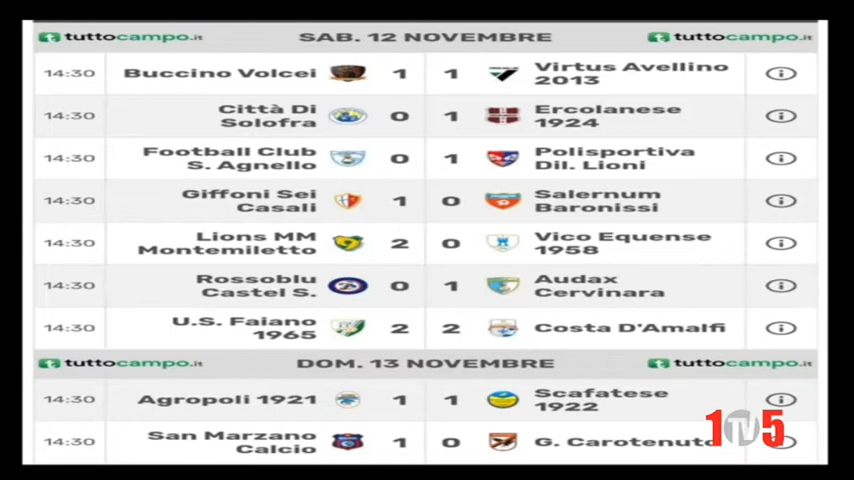 tuttocampo.it SAB. 12 NOVEMBRE tuttocampo.it
14:30 Buccino Volcei 1 1 Virtus Avellino 2013
14:30 Città Di Solofra 0 1 Ercolanese 1924
14:30 Football Club S. Agnello 0 1 Polisportiva Dil. Lioni
14:30 Giffoni Sei Casali 1 0 Salernum Baronissi
14:30 Lions MM Montemiletto 2 0 Vico Equense 1958
14:30 Rossoblu Castel S. 0 1 Audax Cervinara
14:30 U.S. Faiano 1965 2 2 Costa D'Amalfi
tuttocampo.it DOM. 13 NOVEMBRE tuttocampo.it
14:30 Agropoli 1921 1 1 Scafatese 1922
14:30 San Marzano Calcio 1 0 G. Carotenuto
1TV5